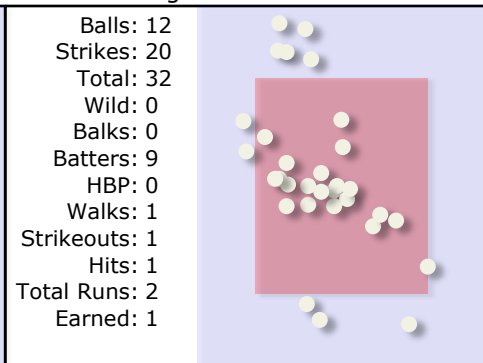 Balls: 12
Strikes: 20
Total: 32
Wild: 0
Balks: 0
Batters: 9
HBP: 0
Walks: 1
Strikeouts: 1
Hits: 1
Total Runs: 2
Earned: 1